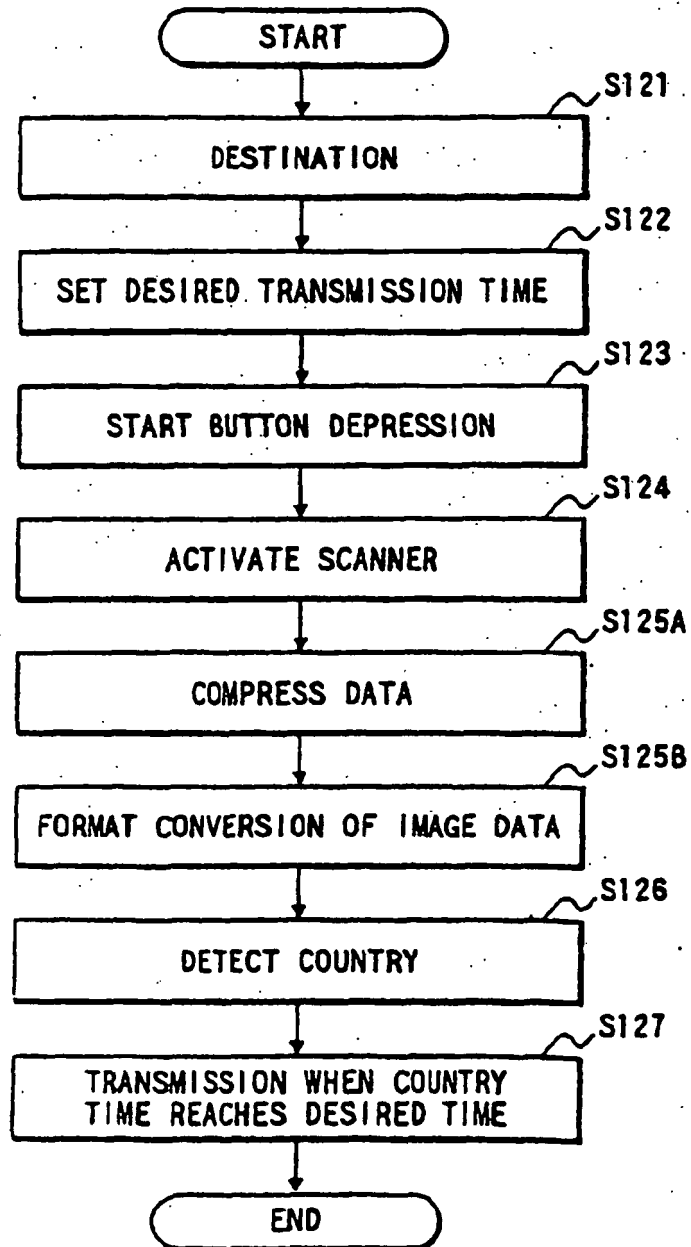 START
S121
DESTINATION
S122
SET DESIRED TRANSMISSION TIME
S123
START BUTTON DEPRESSION
S124
ACTIVATE SCANNER
S125A
COMPRESS DATA
S125B
FORMAT CONVERSION OF IMAGE DATA
S126
DETECT COUNTRY
S127
TRANSMISSION WHEN COUNTRY
TIME REACHES DESIRED TIME
END